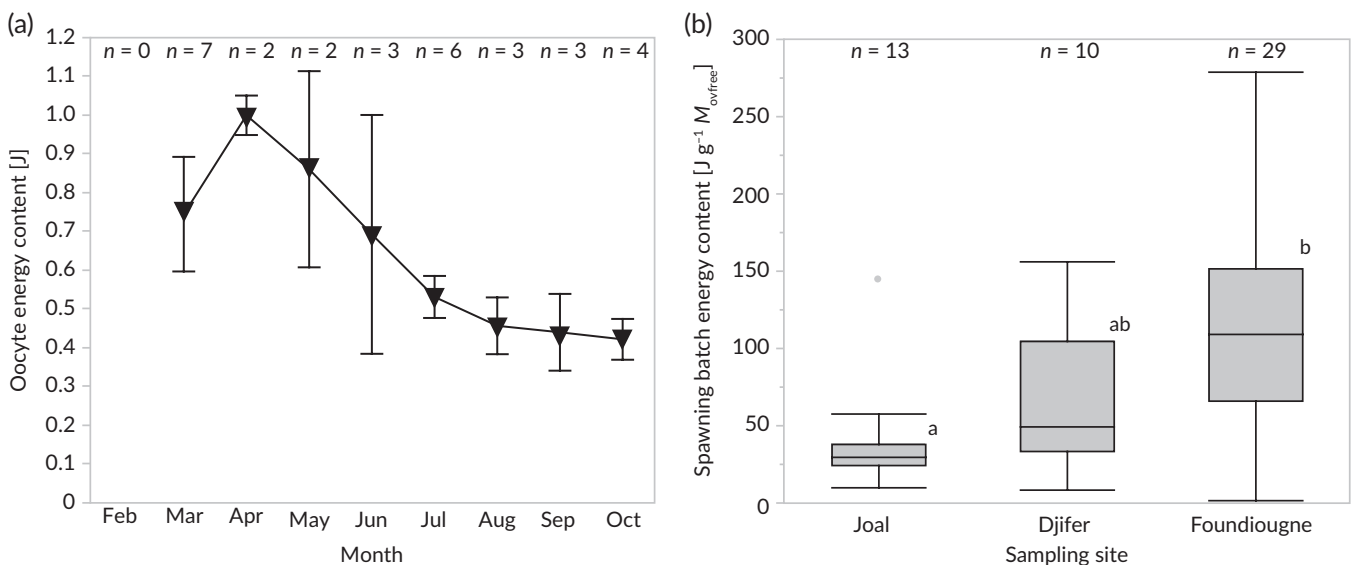 (a)
1.2
1.1
1.0
0.9
0.8
0.7
0.6
0.5
0.4
0.3
0.2
0.1
0
Oocyte energy content [J]
n = 0 n = 7 n = 2 n = 2 n = 3 n = 6 n = 3 n = 3 n = 4
Feb Mar Apr May Jun Jul Aug Sep Oct
Month
(b)
300
250
200
150
100
50
0
Spawning batch energy content [J g⁻¹ M_ovfree]
n = 13 n = 10 n = 29
a
ab
b
Joal Djifer Foundiougne
Sampling site